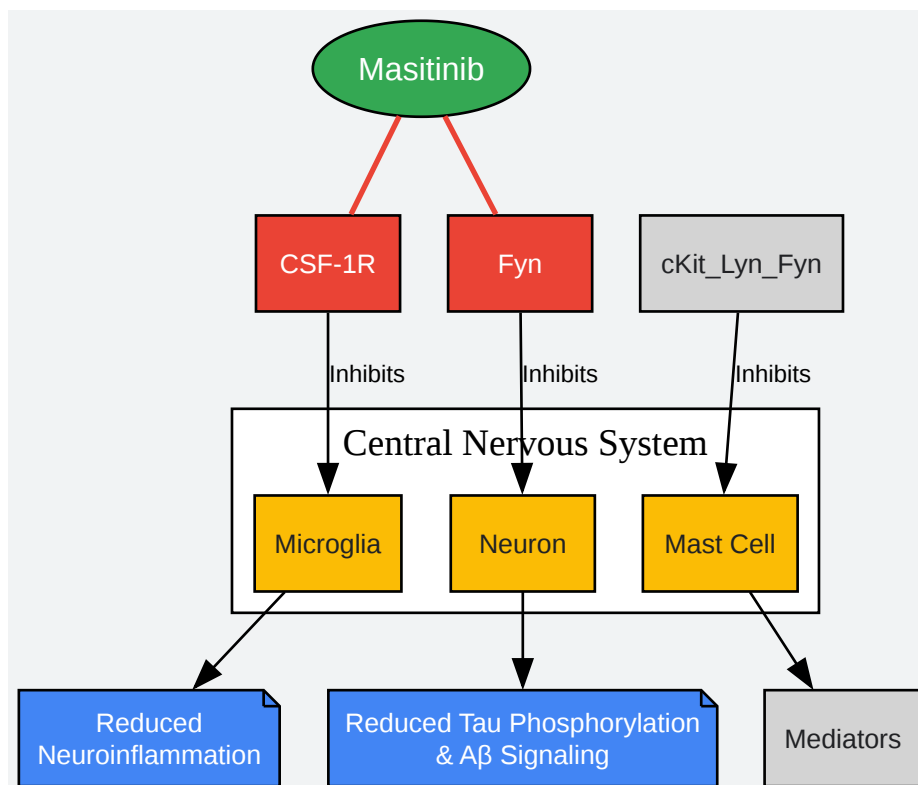 Masitinib
CSF-1R
Fyn
cKit_Lyn_Fyn
Inhibits
Inhibits
Inhibits
Central Nervous System
Microglia
Neuron
Mast Cell
Reduced
Neuroinflammation
Reduced Tau Phosphorylation
& Aβ Signaling
Mediators